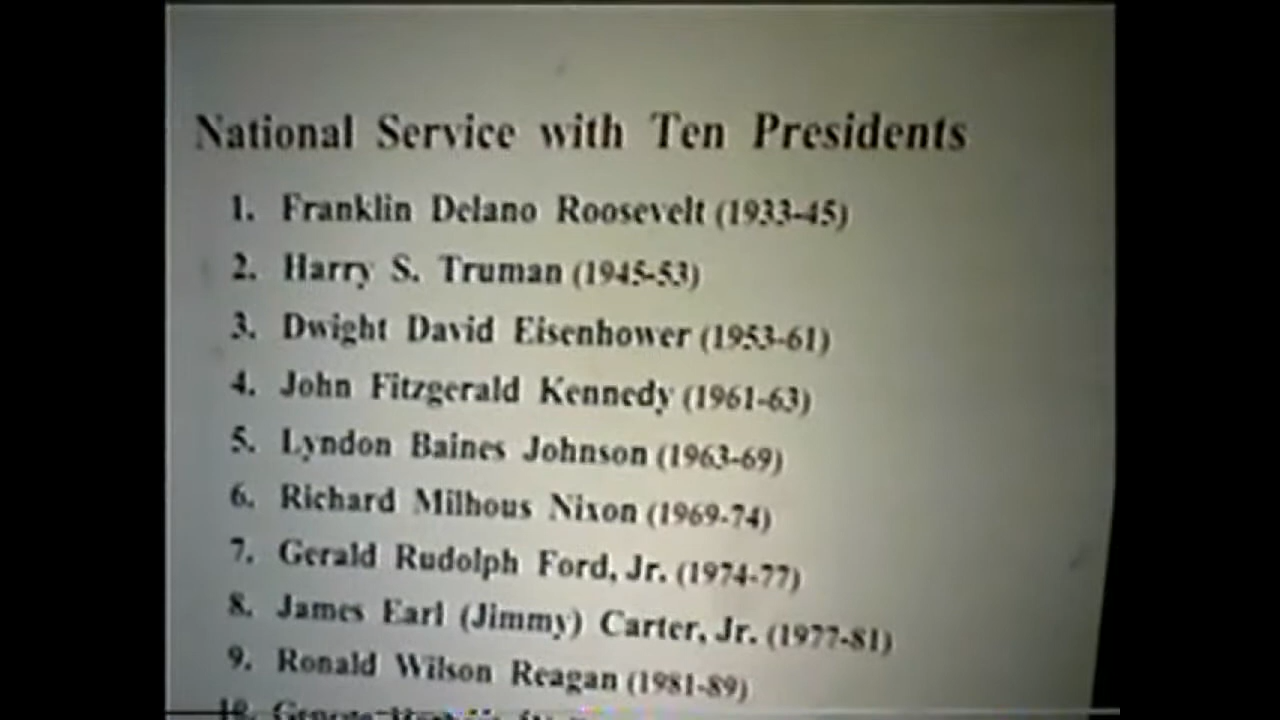 National Service with Ten Presidents
1. Franklin Delano Roosevelt (1933-45)
2. Harry S. Truman (1945-53)
3. Dwight David Eisenhower (1953-61)
4. John Fitzgerald Kennedy (1961-63)
5. Lyndon Baines Johnson (1963-69)
6. Richard Milhous Nixon (1969-74)
7. Gerald Rudolph Ford, Jr. (1974-77)
8. James Earl (Jimmy) Carter, Jr. (1977-81)
9. Ronald Wilson Reagan (1981-89)
10. George